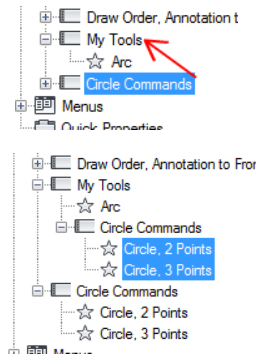 Draw Order, Annotation t
My Tools
Arc
Circle Commands
Menus
Quick Properties
Draw Order, Annotation to Fror
My Tools
Arc
Circle Commands
Circle, 2 Points
Circle, 3 Points
Circle Commands
Circle, 2 Points
Circle, 3 Points
Menus